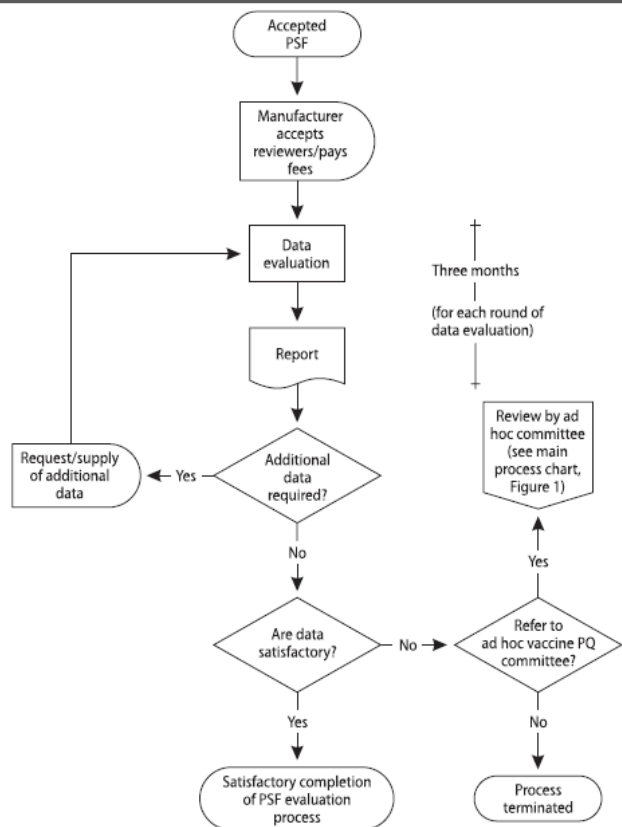 Accepted
PSF
Manufacturer
accepts
reviewers/pays
fees
Data
evaluation
Three months
(for each round of
data evaluation)
Report
Review by ad
hoc committee
(see main
process chart,
Figure 1)
Request/supply
of additional
data
Yes
Additional
data
required?
No
Yes
Are data
satisfactory?
No
Refer to
ad hoc vaccine PQ
committee?
Yes
No
Satisfactory completion
of PSF evaluation
process
Process
terminated